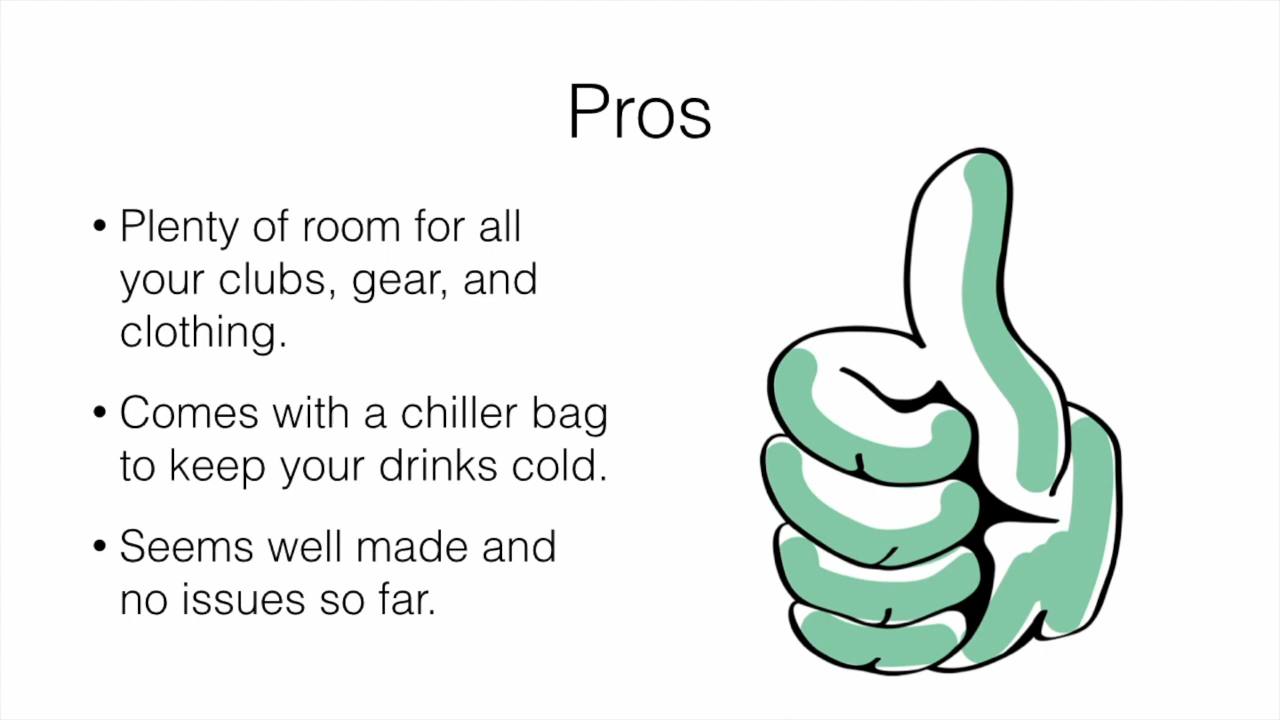 Pros
• Plenty of room for all
your clubs, gear, and
clothing.
• Comes with a chiller bag
to keep your drinks cold.
• Seems well made and
no issues so far.